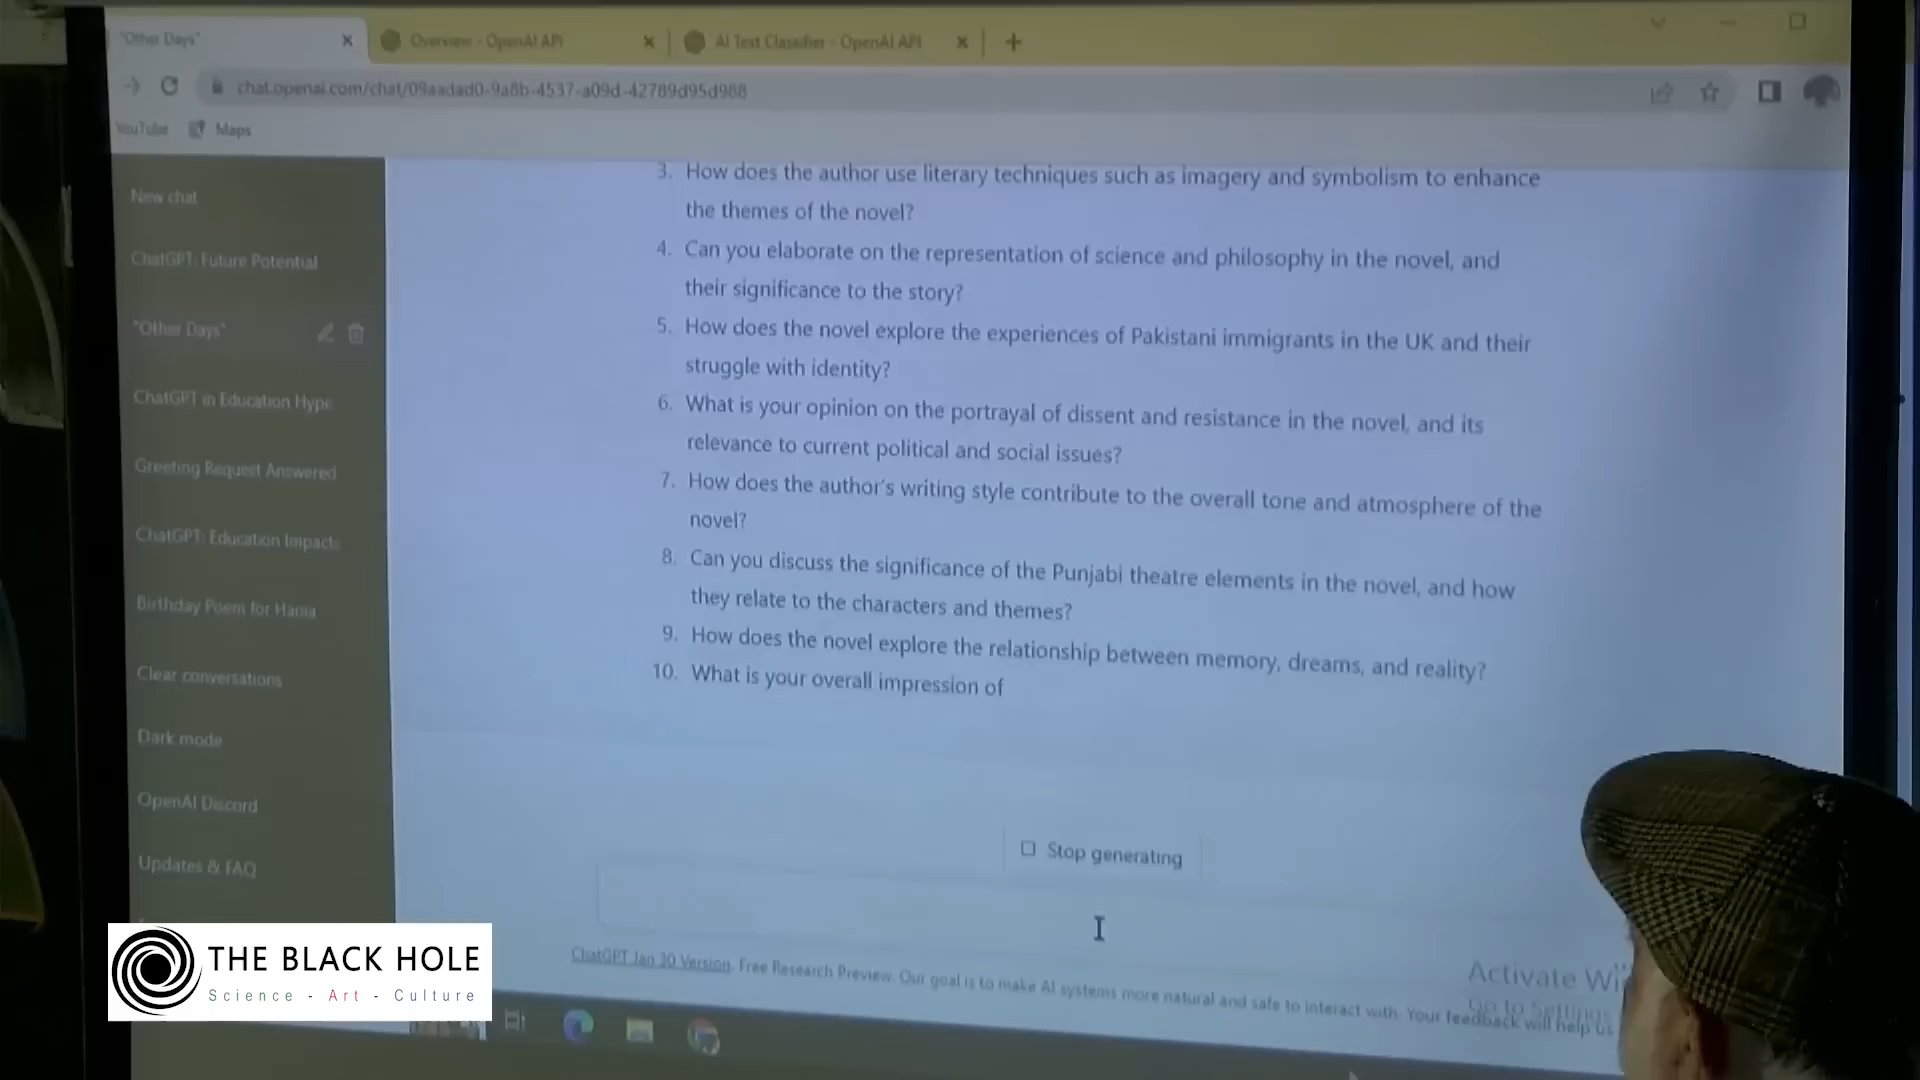 "Other Days"
Overview - OpenAI API
AI Text Classifier - OpenAI API
chat.openai.com/chat/09aadad0-9a8b-4537-a09d-42789d95d988
YouTube
Maps
New chat
ChatGPT: Future Potential
"Other Days"
ChatGPT in Education Hype
Greeting Request Answered
ChatGPT: Education Impacts
Birthday Poem for Hania
Clear conversations
Dark mode
OpenAI Discord
Updates & FAQ
3. How does the author use literary techniques such as imagery and symbolism to enhance
the themes of the novel?
4. Can you elaborate on the representation of science and philosophy in the novel, and
their significance to the story?
5. How does the novel explore the experiences of Pakistani immigrants in the UK and their
struggle with identity?
6. What is your opinion on the portrayal of dissent and resistance in the novel, and its
relevance to current political and social issues?
7. How does the author's writing style contribute to the overall tone and atmosphere of the
novel?
8. Can you discuss the significance of the Punjabi theatre elements in the novel, and how
they relate to the characters and themes?
9. How does the novel explore the relationship between memory, dreams, and reality?
10. What is your overall impression of
Stop generating
ChatGPT Jan 30 Version. Free Research Preview. Our goal is to make AI systems more natural and safe to interact with. Your feedback will help us
Activate Wi
Go to Settings
THE BLACK HOLE
Science - Art - Culture